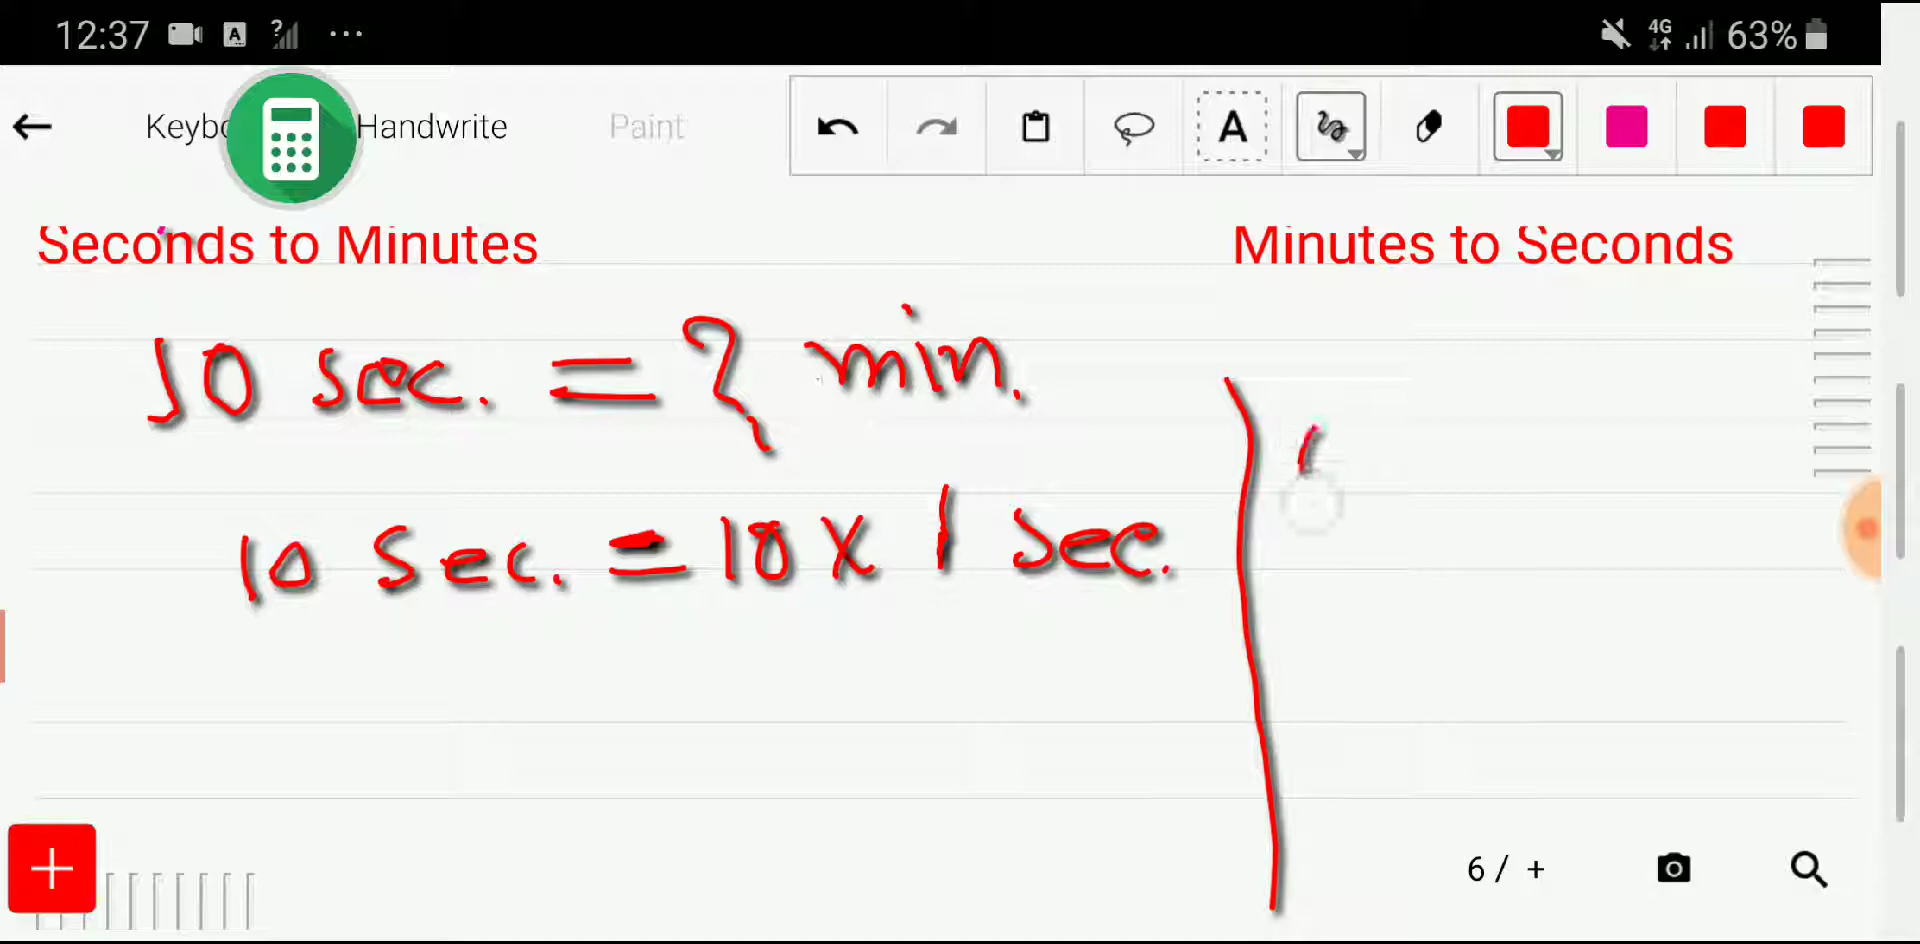 12:37 A ? ... 4G 63%
Handwrite Paint A
Seconds to Minutes
Minutes to Seconds
10 sec. = ? min.
10 Sec. = 10 x 1 sec.
6 / +